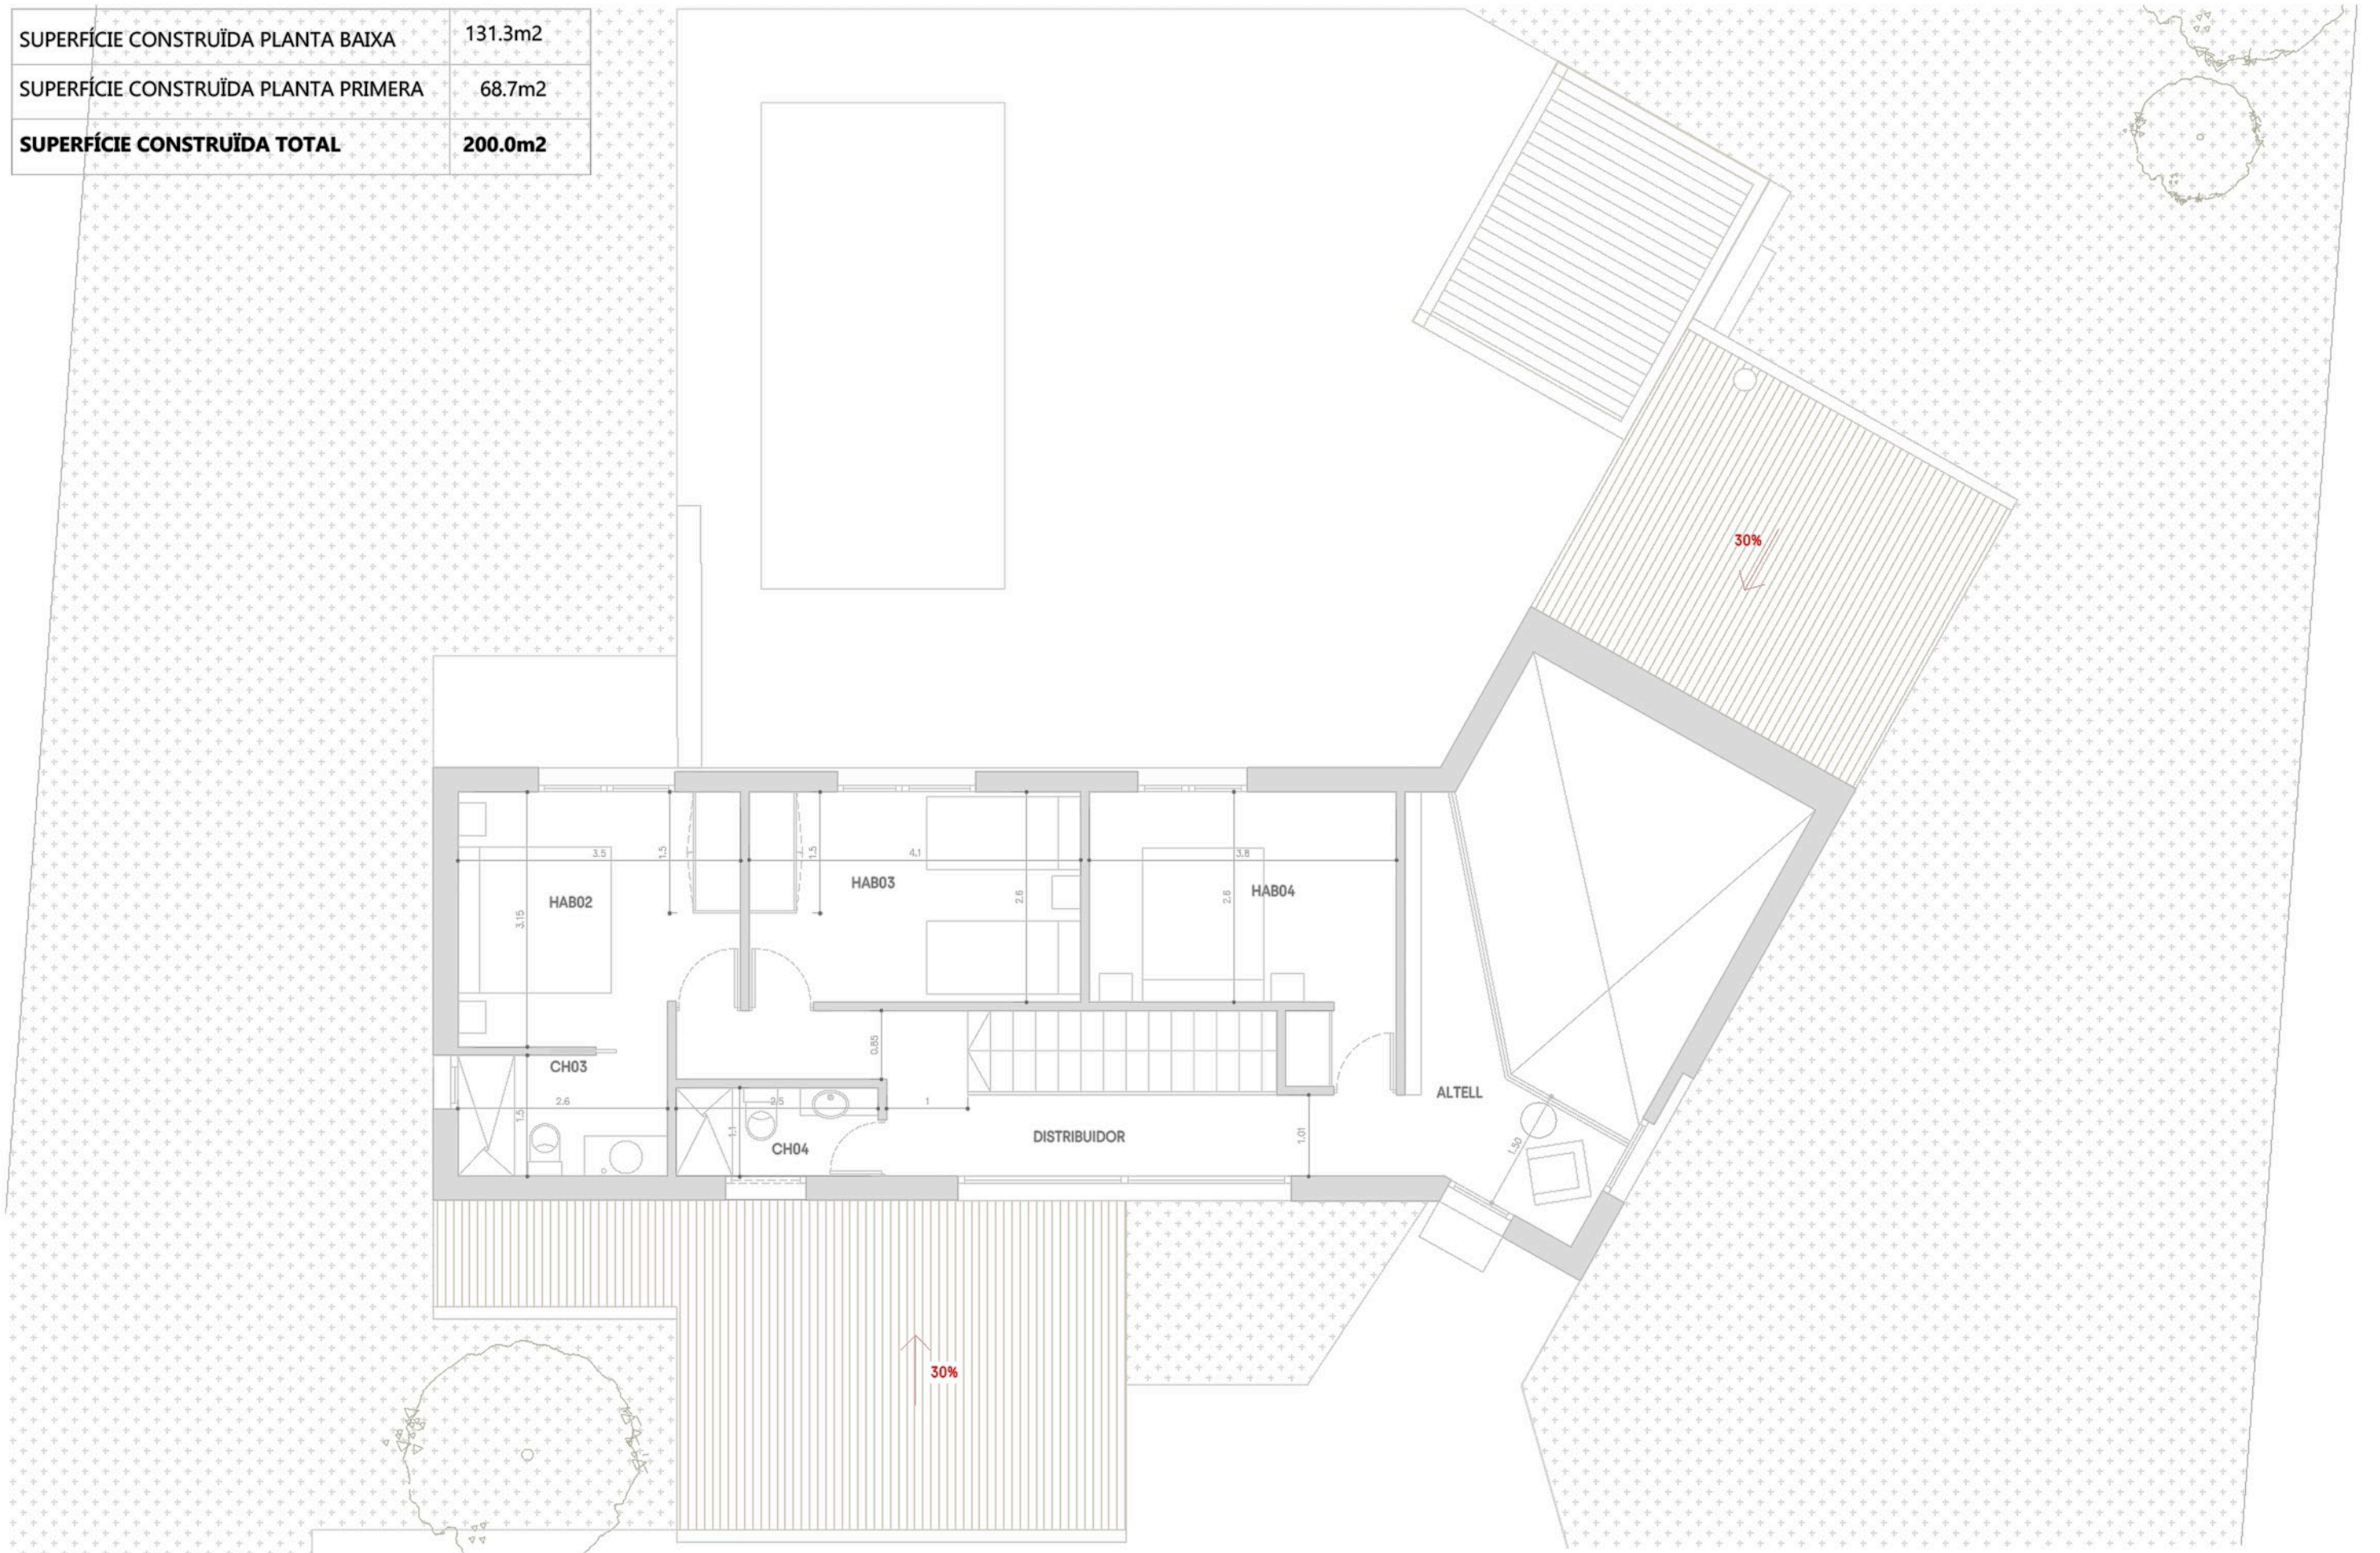 SUPERFÍCIE CONSTRUÏDA PLANTA BAIXA 131.3m2
SUPERFÍCIE CONSTRUÏDA PLANTA PRIMERA 68.7m2
SUPERFÍCIE CONSTRUÏDA TOTAL 200.0m2
30%
3.5
1.5
1.5
4.1
3.8
HAB03
HAB04
2.6
2.6
HAB02
3.15
0.85
CH03
ALTELL
2.6
2.5
1
1.5
1.1
DISTRIBUIDOR
1.01
CH04
1.50
30%